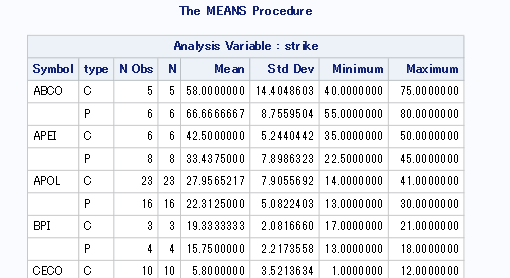 The MEANS Procedure
Analysis Variable : strike
Symbol type N Obs N Mean Std Dev Minimum Maximum
ABCO C 5 5 58.0000000 14.4048603 40.0000000 75.0000000
P 6 6 66.6666667 8.7559504 55.0000000 80.0000000
APEI C 6 6 42.5000000 5.2440442 35.0000000 50.0000000
P 8 8 33.4375000 7.8986323 22.5000000 45.0000000
APOL C 23 23 27.9565217 7.9055692 14.0000000 41.0000000
P 16 16 22.3125000 5.0822403 13.0000000 30.0000000
BPI C 3 3 19.3333333 2.0816660 17.0000000 21.0000000
P 4 4 15.7500000 2.2173558 13.0000000 18.0000000
CECO C 10 10 5.8000000 3.5213634 1.0000000 12.0000000